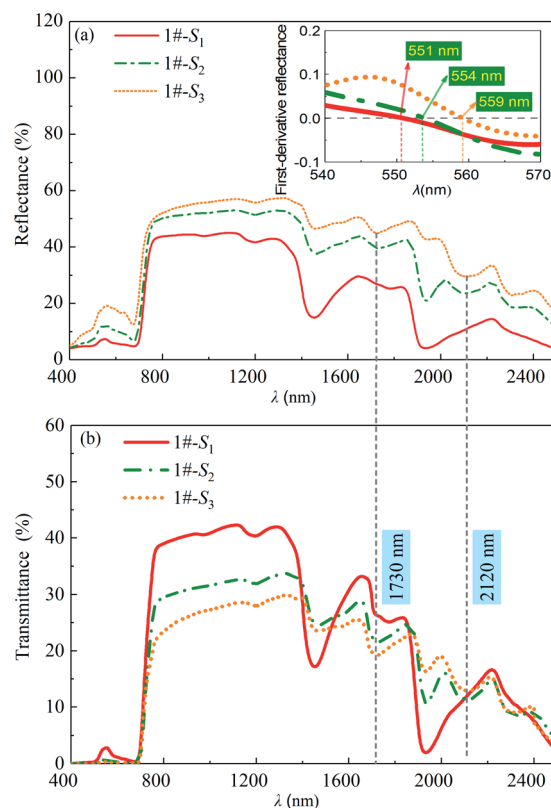 (a)
1#-S₁
1#-S₂
1#-S₃
Reflectance (%)
120
100
80
60
40
20
0
400 800 1200 1600 2000 2400
λ (nm)
First-derivative reflectance
0.2
0.1
0.0
-0.1
540 550 560 570
λ(nm)
551 nm
554 nm
559 nm
(b)
1#-S₁
1#-S₂
1#-S₃
Transmittance (%)
60
50
40
30
20
10
0
400 800 1200 1600 2000 2400
λ (nm)
1730 nm
2120 nm